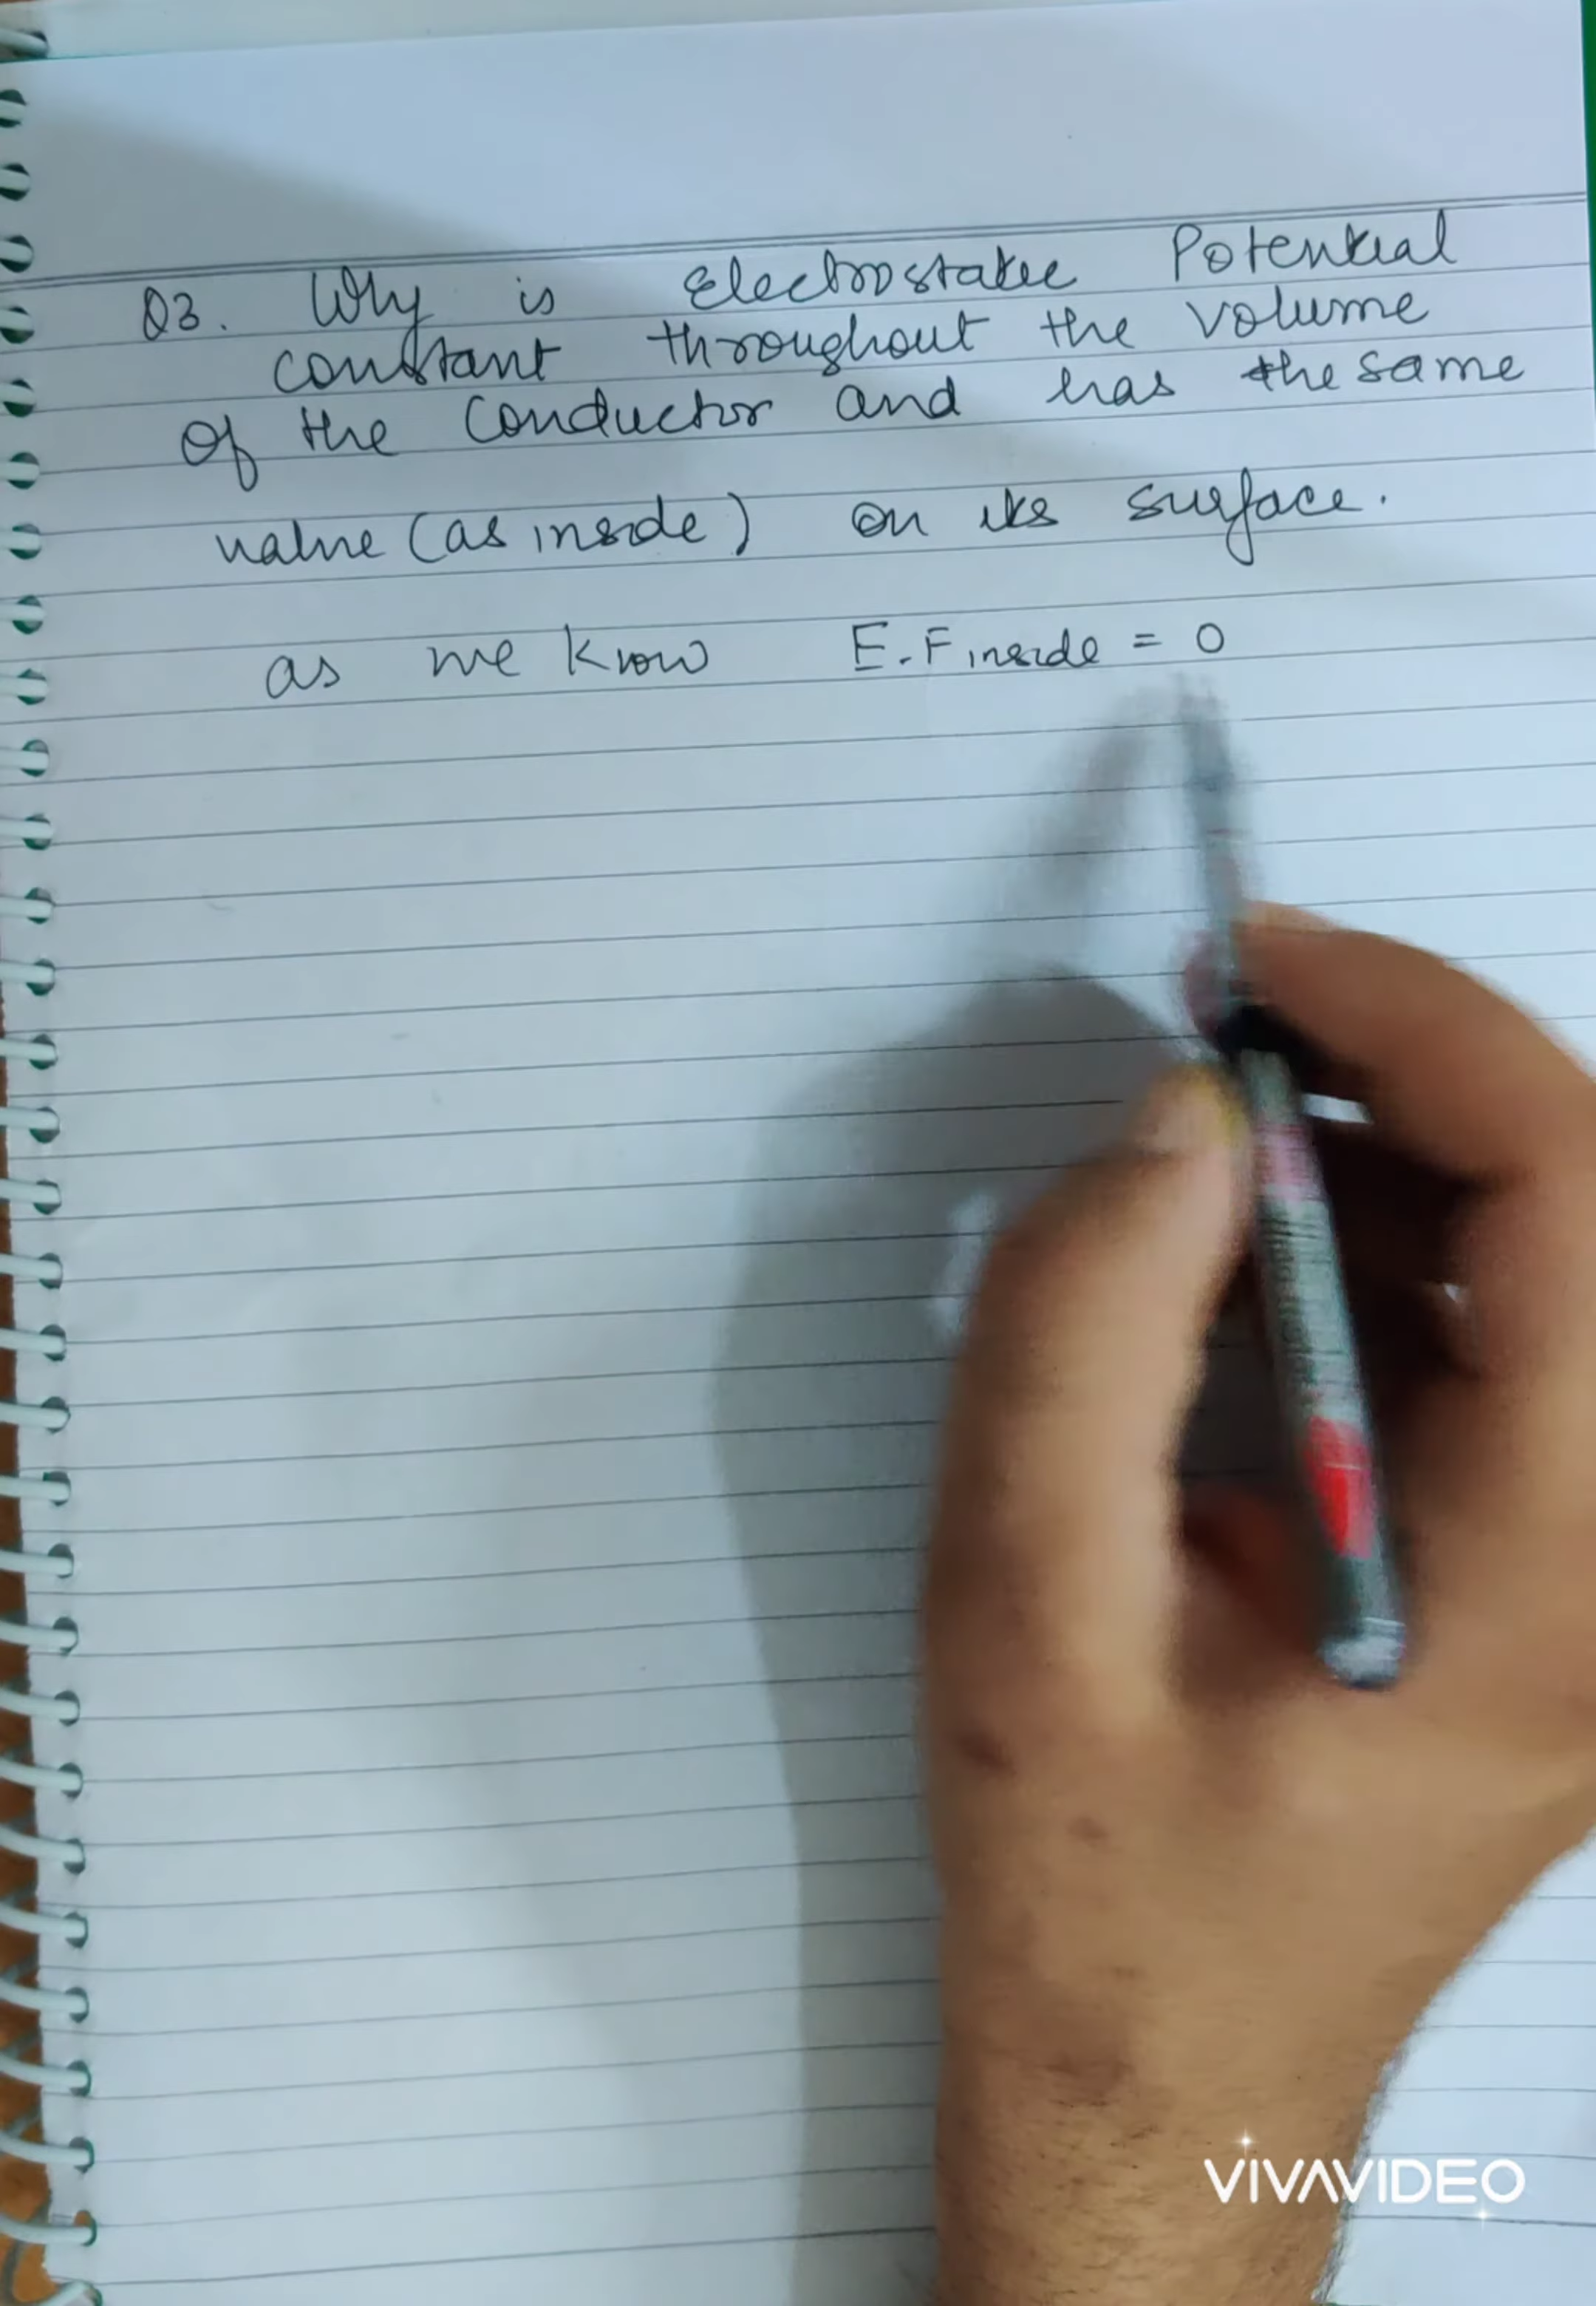 Q3. Why is Electrostatic Potential
constant throughout the volume
of the conductor and has the same
value (as inside) on its surface.
as we know E.F inside = 0
VIVAVIDEO